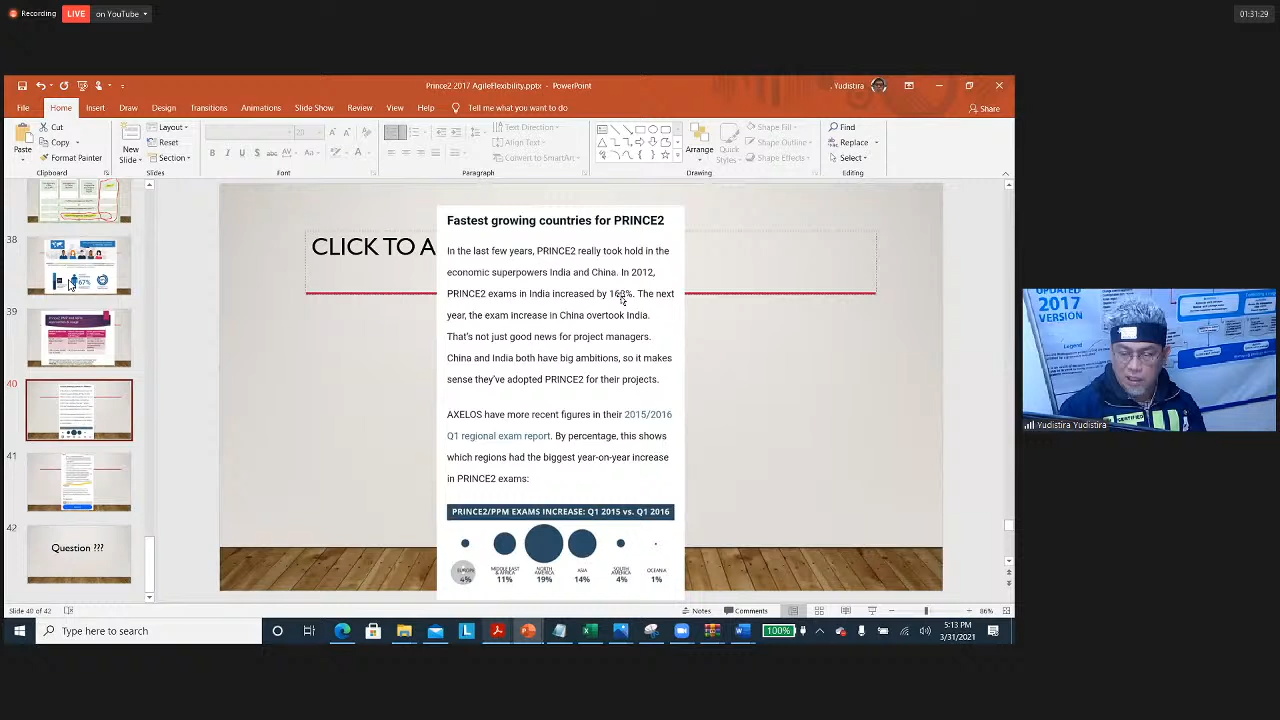 Recording
LIVE on YouTube
01:31:29
Prince2 2017 AgileFlexibility.pptx - PowerPoint
. Yudistira
File Home Insert Draw Design Transitions Animations Slide Show Review View Help Tell me what you want to do
Share
Paste
Cut
Copy
Format Painter
Clipboard
New Slide
Layout
Reset
Section
Slides
20
Font
Text Direction
Align Text
Convert to SmartArt
Paragraph
Arrange
Quick Styles
Shape Fill
Shape Outline
Shape Effects
Drawing
Find
Replace
Select
Editing
38
67%
39
40
41
42
Question ???
CLICK TO A
Fastest growing countries for PRINCE2
In the last few years, PRINCE2 really took hold in the
economic superpowers India and China. In 2012,
PRINCE2 exams in India increased by 1 %. The next
year, the exam increase in China overtook India.
That's not just good news for project managers.
China and India both have big ambitions, so it makes
sense they've adopted PRINCE2 for their projects.
AXELOS have more recent figures in their 2015/2016
Q1 regional exam report. By percentage, this shows
which regions had the biggest year-on-year increase
in PRINCE2 exams:
PRINCE2/PPM EXAMS INCREASE: Q1 2015 vs. Q1 2016
EUROPE
4%
MIDDLE EAST & AFRICA
11%
NORTH AMERICA
19%
ASIA
14%
SOUTH AMERICA
4%
OCEANIA
1%
UPDATED
2017
VERSION
Legend
CERTIFIED
Yudistira Yudistira
Slide 40 of 42
Notes
Comments
86%
Type here to search
100%
5:13 PM
3/31/2021